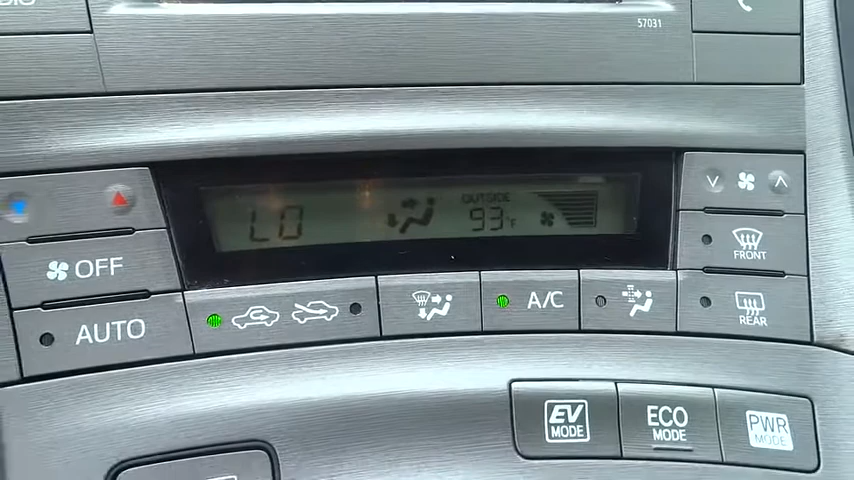 57031
LO
OUTSIDE
93°F
OFF
FRONT
AUTO
A/C
REAR
EV
MODE
ECO
MODE
PWR
MODE